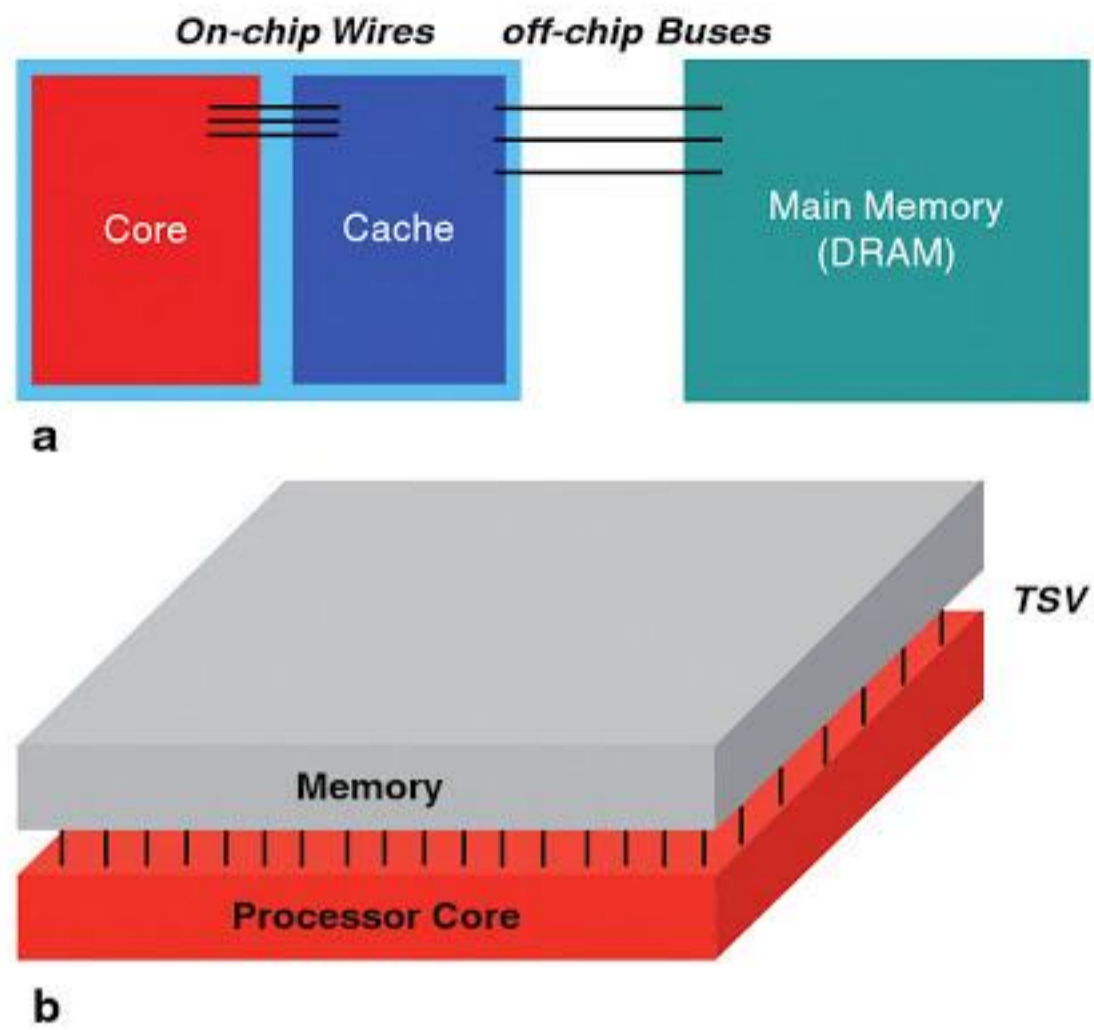 On-chip Wires off-chip Buses
Core
Cache
Main Memory
(DRAM)
a
TSV
Memory
Processor Core
b